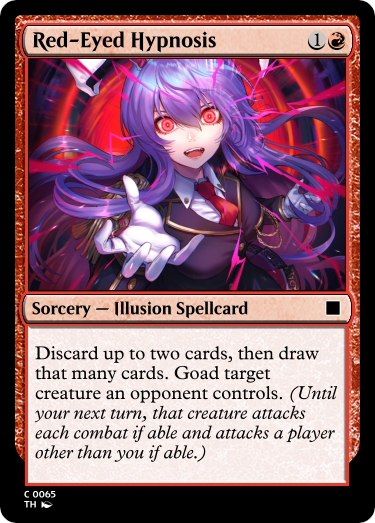 Red-Eyed Hypnosis 1
Sorcery — Illusion Spellcard
Discard up to two cards, then draw
that many cards. Goad target
creature an opponent controls. (Until
your next turn, that creature attacks
each combat if able and attacks a player
other than you if able.)
C 0065
TH